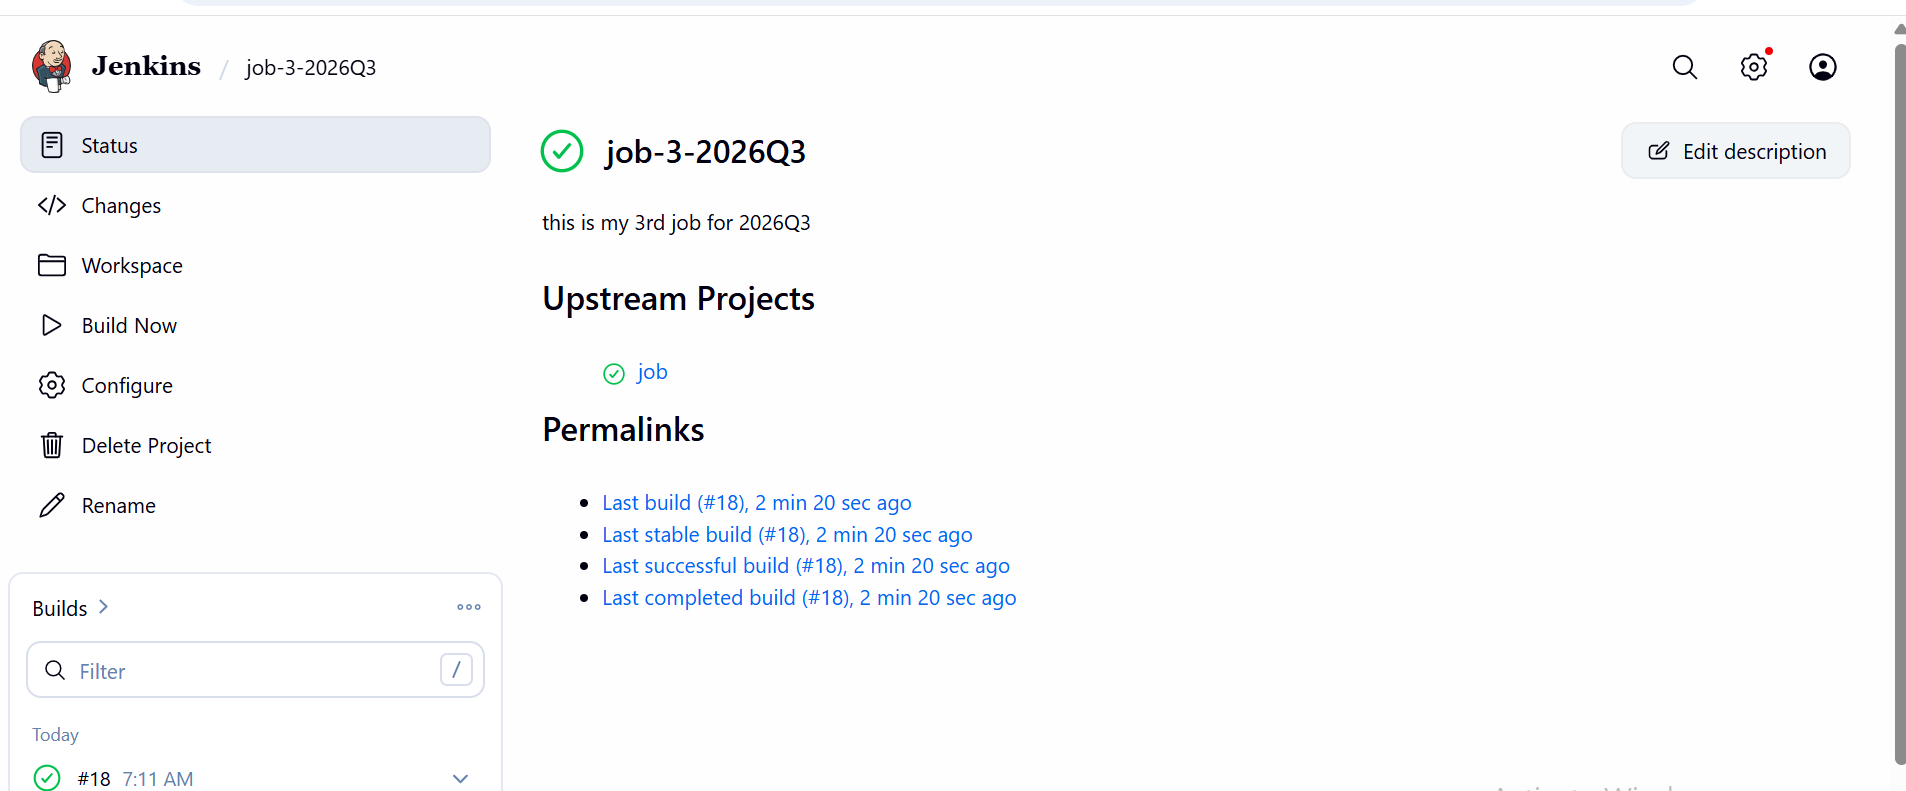 Jenkins / job-3-2026Q3
Status
Changes
Workspace
Build Now
Configure
Delete Project
Rename
Builds
Filter /
Today
#18 7:11 AM
job-3-2026Q3
Edit description
this is my 3rd job for 2026Q3
Upstream Projects
job
Permalinks
Last build (#18), 2 min 20 sec ago
Last stable build (#18), 2 min 20 sec ago
Last successful build (#18), 2 min 20 sec ago
Last completed build (#18), 2 min 20 sec ago